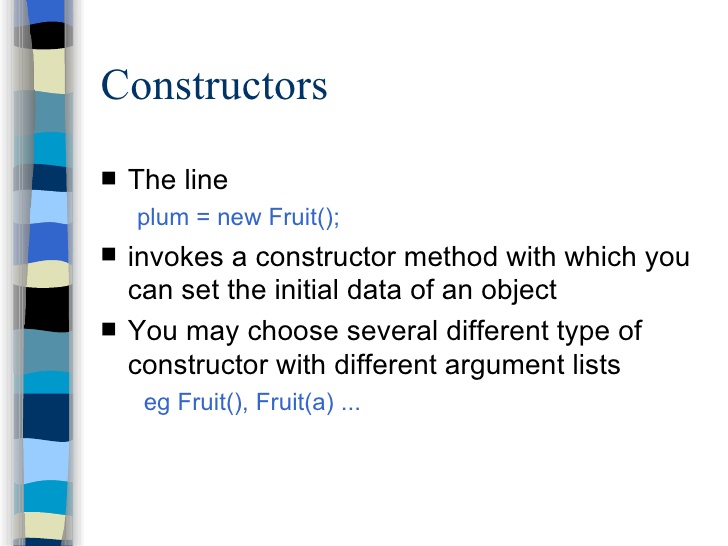 Constructors
The line
plum = new Fruit();
invokes a constructor method with which you
can set the initial data of an object
You may choose several different type of
constructor with different argument lists
eg Fruit(), Fruit(a) ...